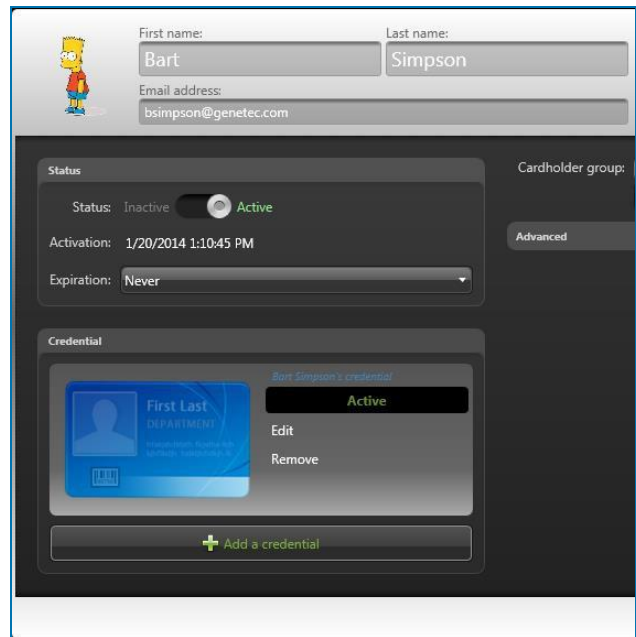 First name: Last name:
Bart Simpson
Email address:
bsimpson@genetec.com
Status
Cardholder group:
Status: Inactive Active
Activation: 1/20/2014 1:10:45 PM
Advanced
Expiration: Never
Credential
Bart Simpson's credential
First Last
Active
DEPARTMENT
Edit
Remove
Add a credential